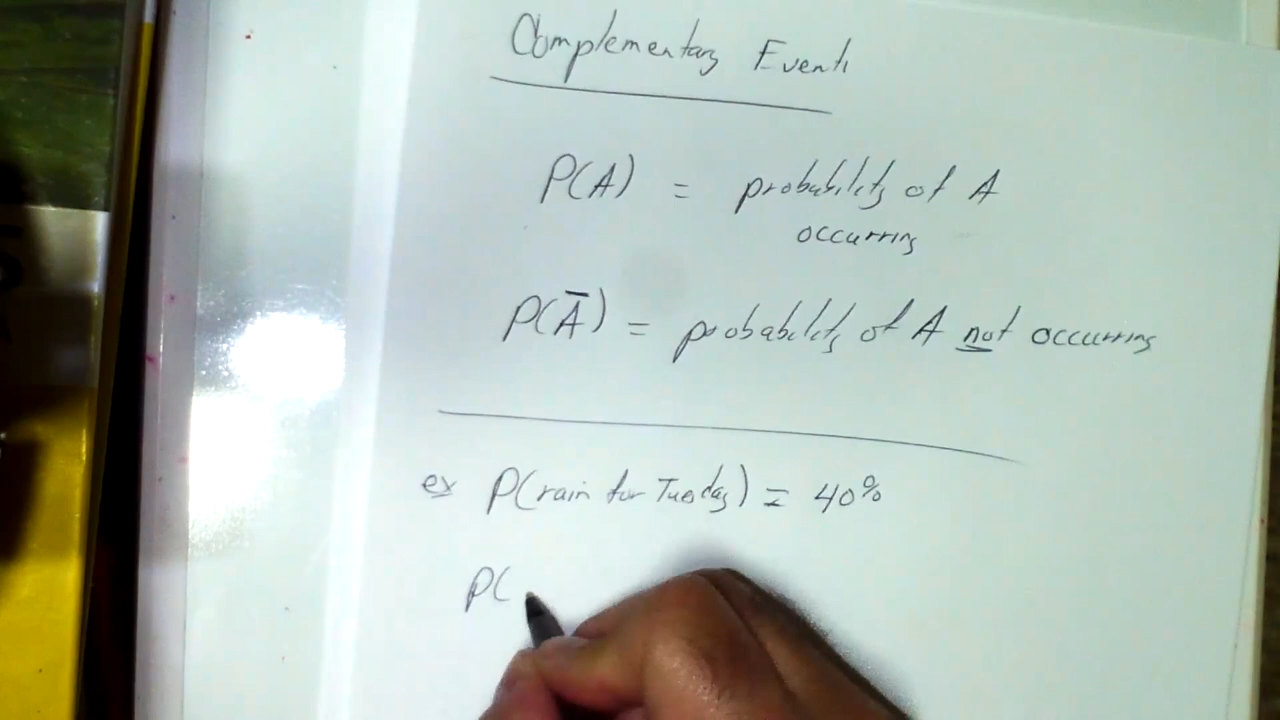 Complementary Events
P(A) = probability of A
occurring
P(Ā) = probability of A not occurring
ex P(rain for Tuesday) = 40%
P(